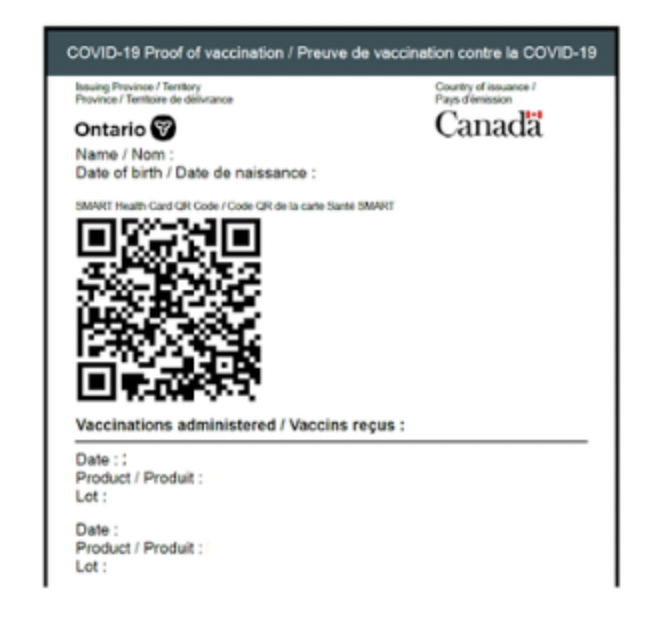 COVID-19 Proof of vaccination / Preuve de vaccination contre la COVID-19
Issuing Province / Territory
Province / Territoire de délivrance
Country of issuance /
Pays d'émission
Ontario
Canada
Name / Nom :
Date of birth / Date de naissance :
SMART Health Card QR Code / Code QR de la carte Santé SMART
Vaccinations administered / Vaccins reçus :
Date : :
Product / Produit :
Lot :
Date :
Product / Produit :
Lot :